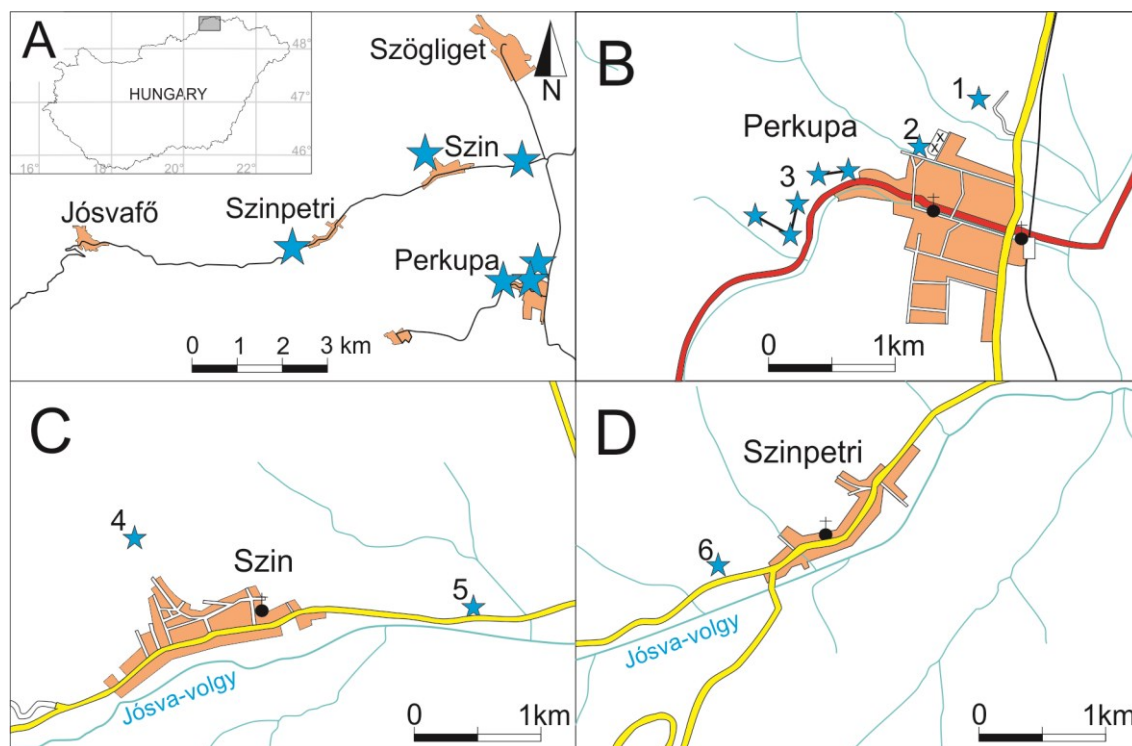 A
HUNGARY
48°
47°
46°
16°
18°
20°
22°
Szögliget
N
Szin
Szinpetri
Jósvafő
Perkupa
0 1 2 3 km
B
1
2
x
x
Perkupa
3
0 1km
C
4
Szin
5
Jósva-volgy
0 1km
D
Szinpetri
6
Jósva-volgy
0 1km